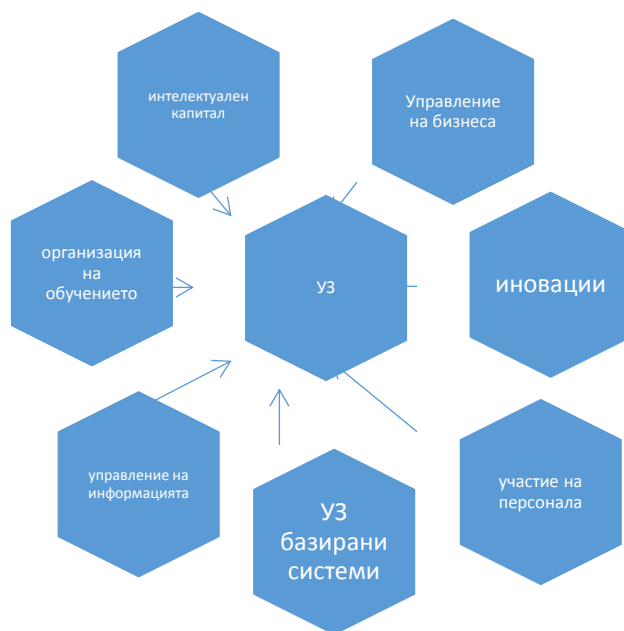 интелектуален
капитал
Управление
на бизнеса
организация
на
обучението
УЗ
иновации
управление на
информацията
УЗ
базирани
системи
участие на
персонала